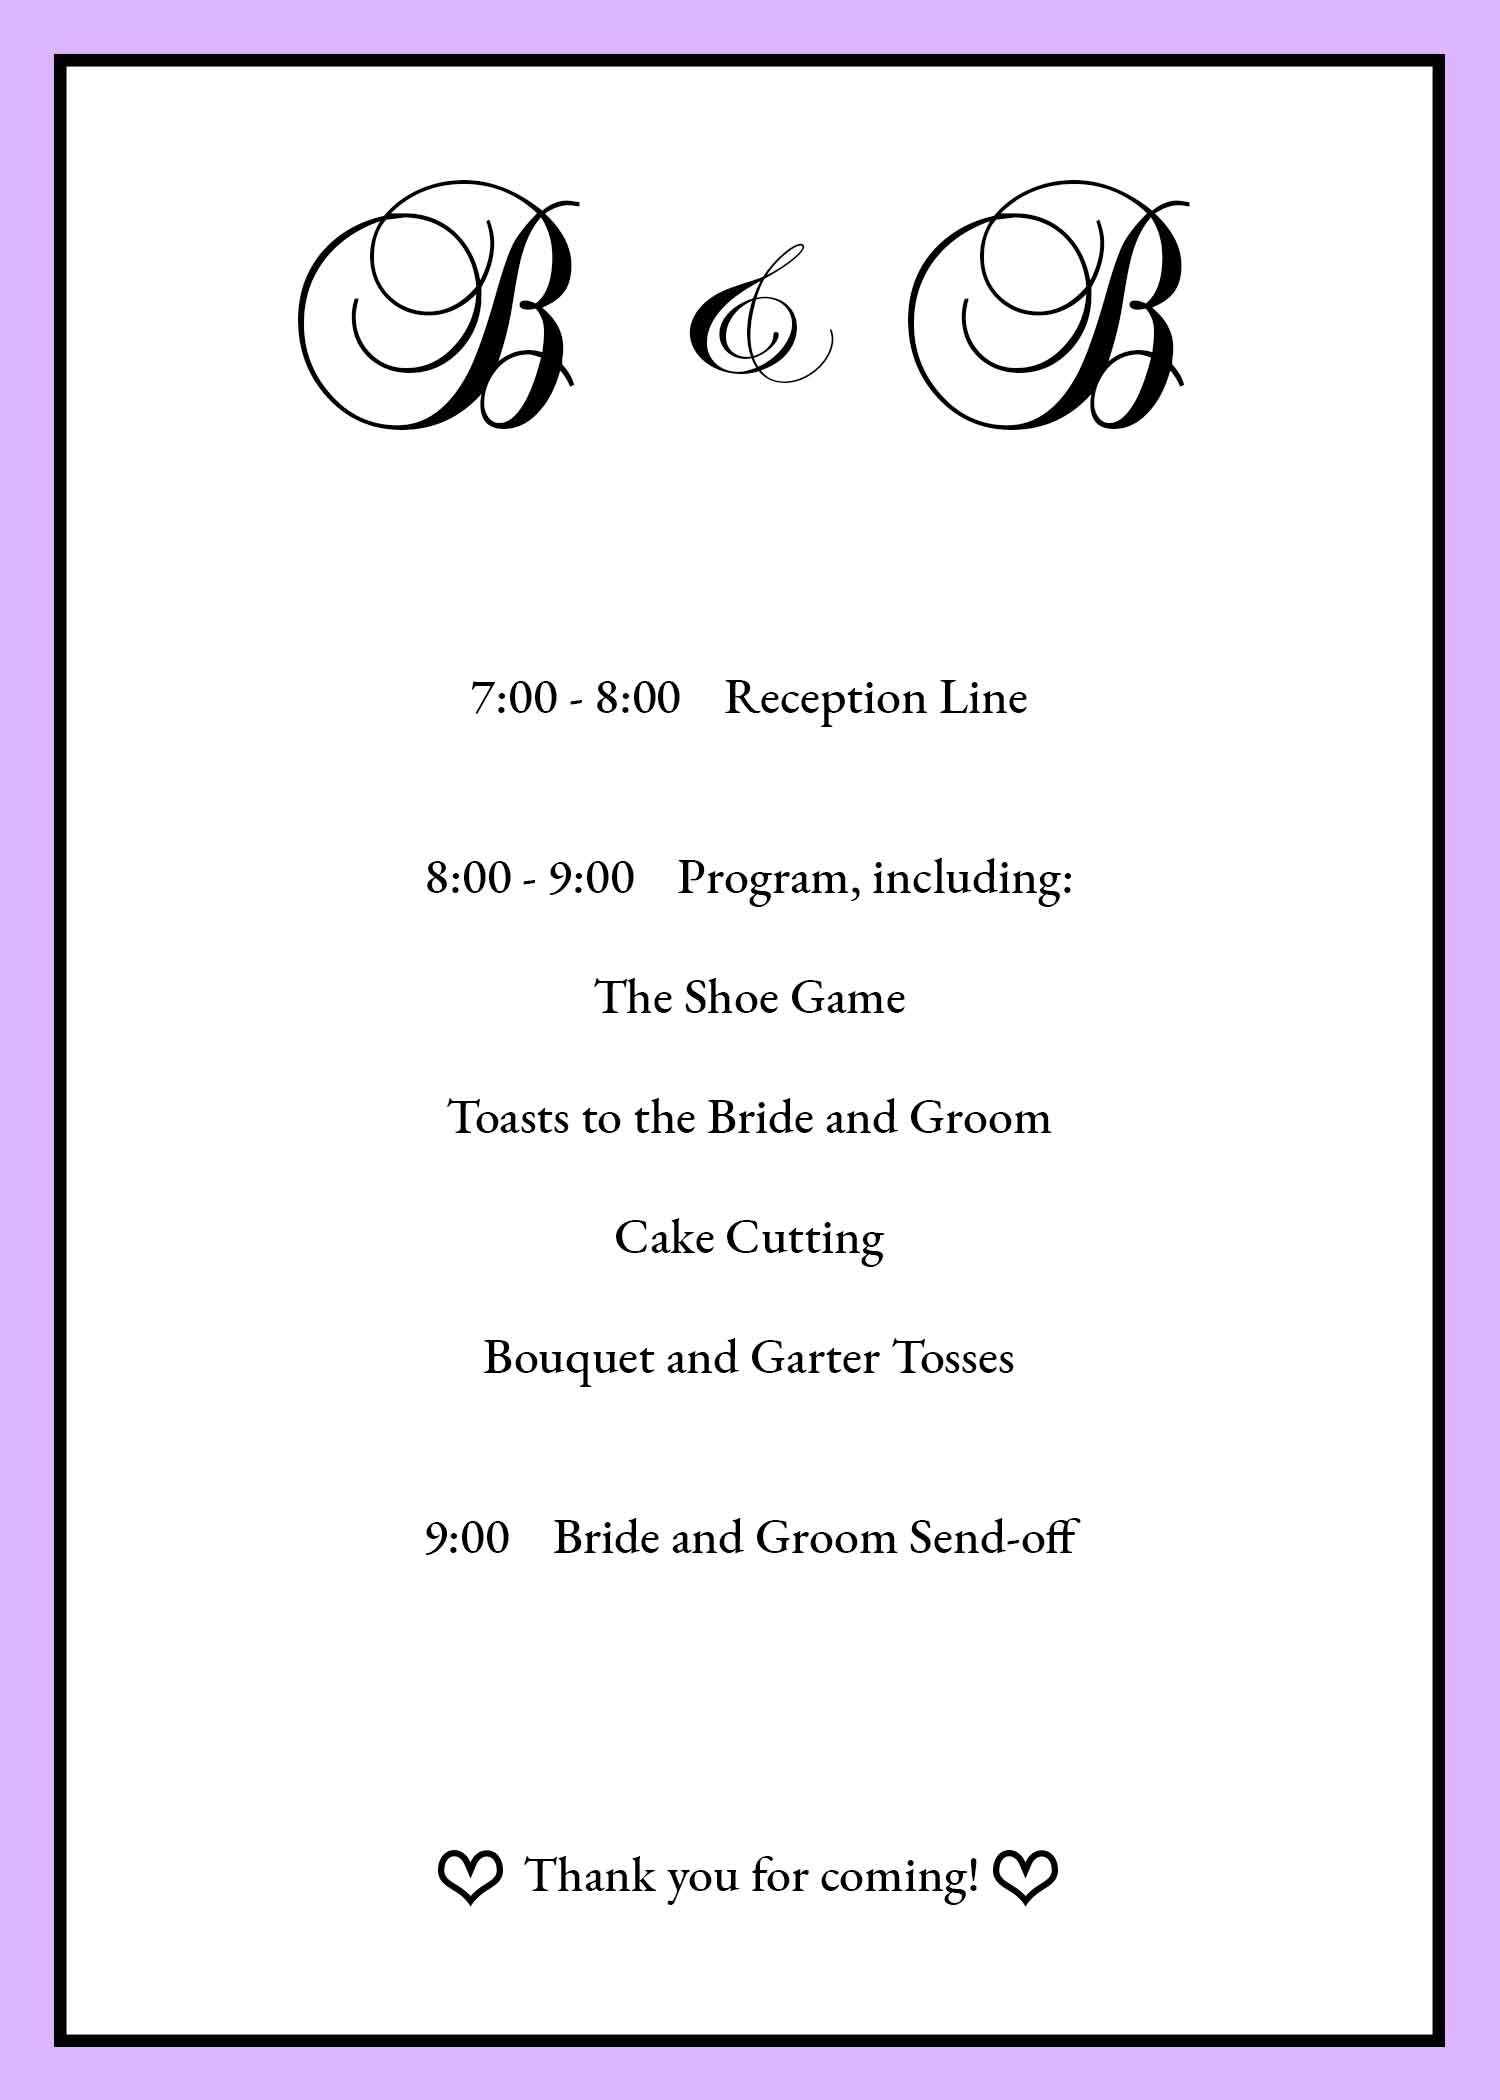 B & B
7:00 - 8:00 Reception Line
8:00 - 9:00 Program, including:
The Shoe Game
Toasts to the Bride and Groom
Cake Cutting
Bouquet and Garter Tosses
9:00 Bride and Groom Send-off
Thank you for coming!